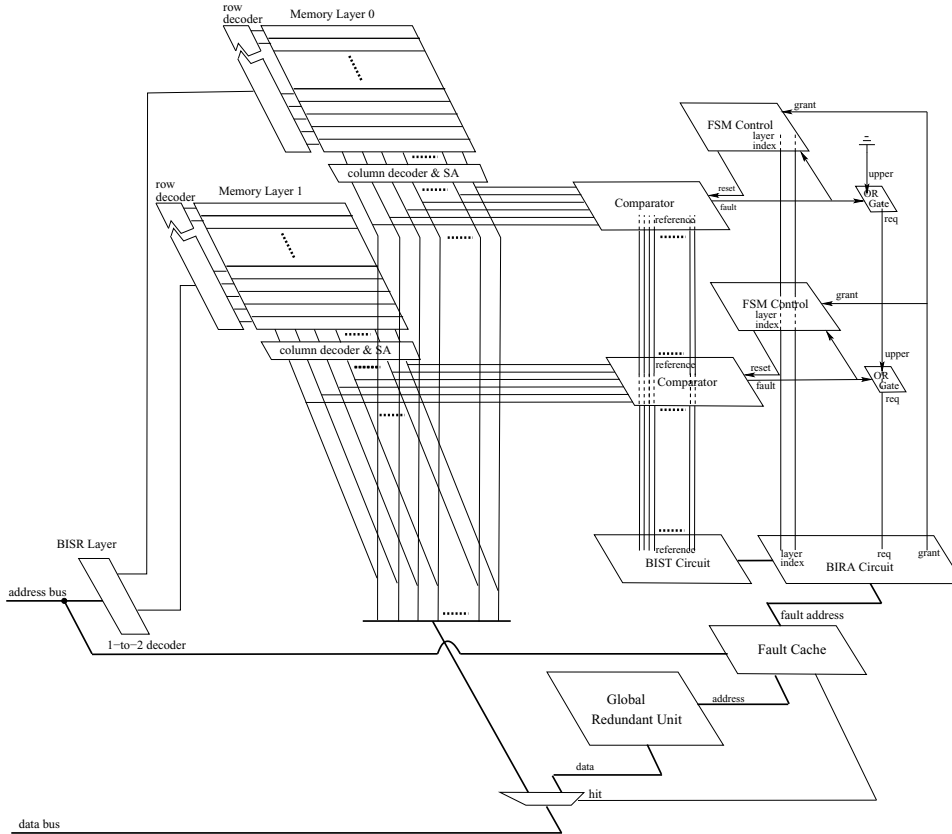 row
decoder
Memory Layer 0
grant
FSM Control
layer
index
upper
column decoder & SA
row
decoder
Memory Layer 1
reset
OR
Gate
Comparator
fault
reference
req
FSM Control
grant
layer
index
column decoder & SA
upper
reference
reset
OR
Gate
Comparator
fault
req
BISR Layer
reference
BIST Circuit
layer
index
req
grant
BIRA Circuit
address bus
fault address
1−to−2 decoder
Fault Cache
Global
Redundant Unit
address
data
hit
data bus